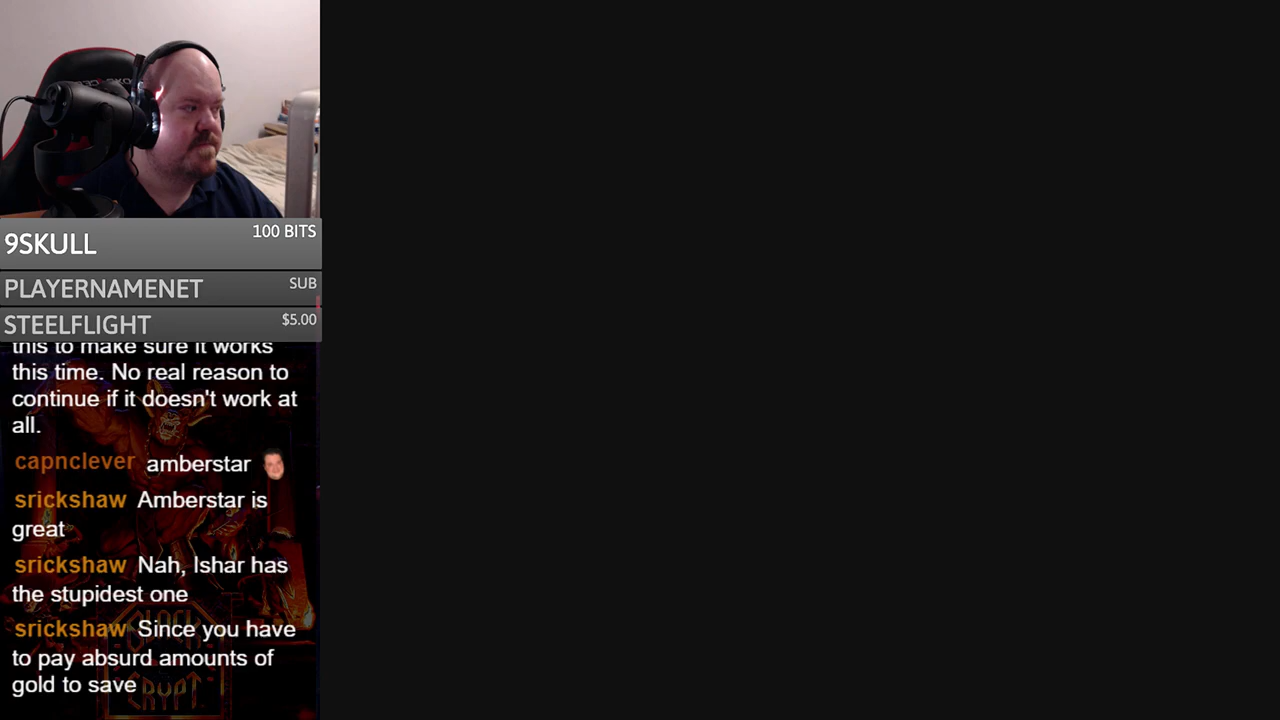 9SKULL
100 BITS
PLAYERNAMENET
SUB
STEELFLIGHT
$5.00
this to make sure it works
this time. No real reason to
continue if it doesn't work at
all.
capnclever amberstar
srickshaw Amberstar is
great
srickshaw Nah, Ishar has
the stupidest one
srickshaw Since you have
to pay absurd amounts of
gold to save
CRYPT